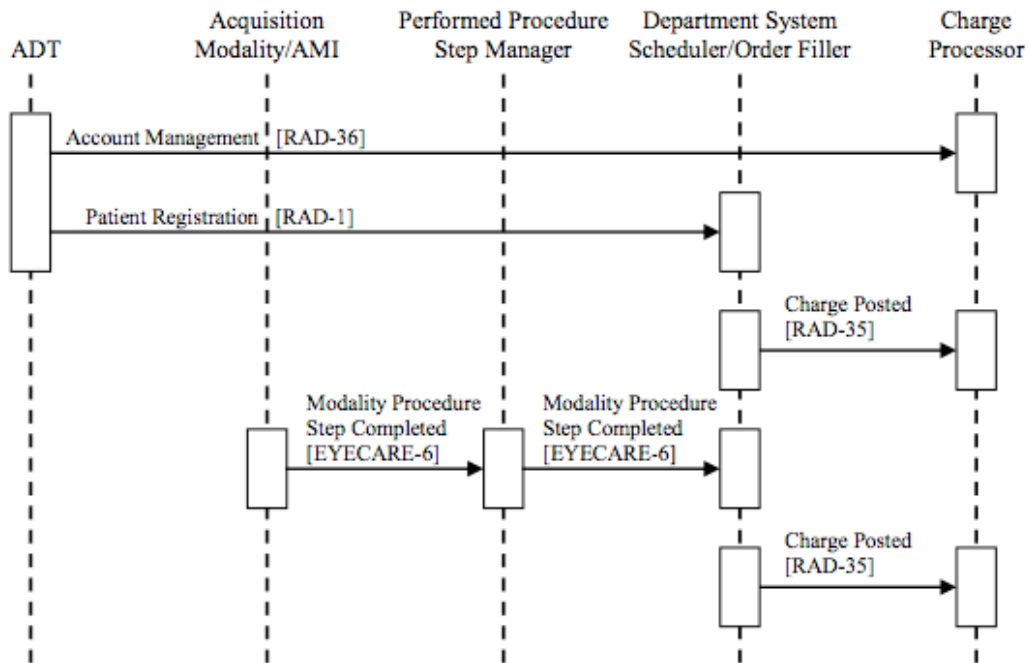 ADT
Acquisition
Modality/AMI
Performed Procedure
Step Manager
Department System
Scheduler/Order Filler
Charge
Processor
Account Management [RAD-36]
Patient Registration [RAD-1]
Charge Posted
[RAD-35]
Modality Procedure
Step Completed
[EYECARE-6]
Modality Procedure
Step Completed
[EYECARE-6]
Charge Posted
[RAD-35]